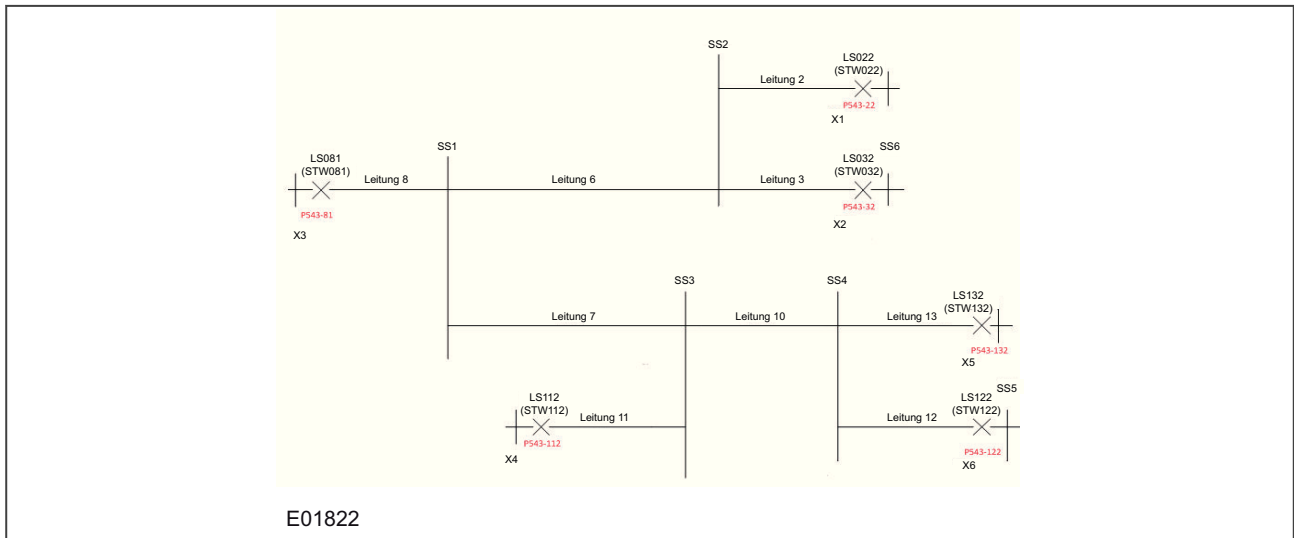 SS2
LS022
(STW022)
Leitung 2
P543-22
X1
SS1
SS6
LS081
(STW081)
Leitung 8
Leitung 6
Leitung 3
LS032
(STW032)
P543-81
P543-32
X3
X2
SS3
SS4
LS132
(STW132)
Leitung 7
Leitung 10
Leitung 13
P543-132
X5
SS5
LS112
(STW112)
Leitung 11
LS122
(STW122)
Leitung 12
P543-112
P543-122
X4
X6
E01822